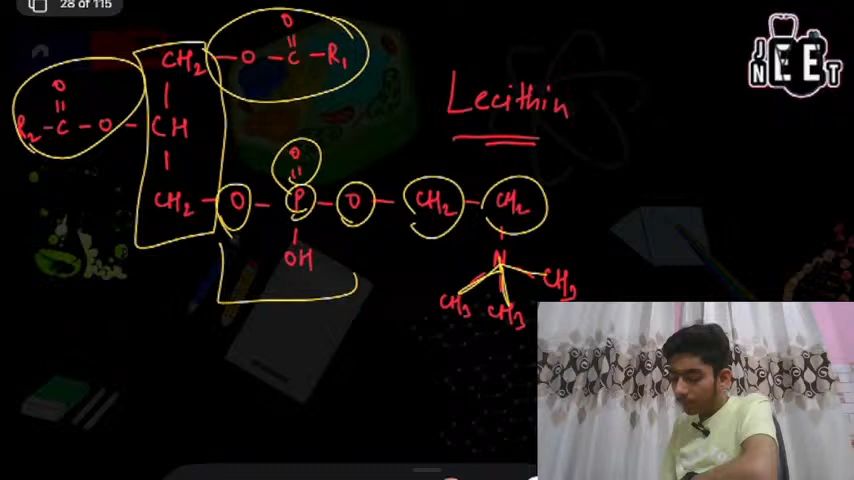 28 of 115
J
NEET
O
||
CH₂ - O - C - R₁
O
||
R₂ - C - O - CH
Lecithin
O
||
CH₂ - O - P - O - CH₂ - CH₂
|
OH
N
CH₃ CH₃ CH₃